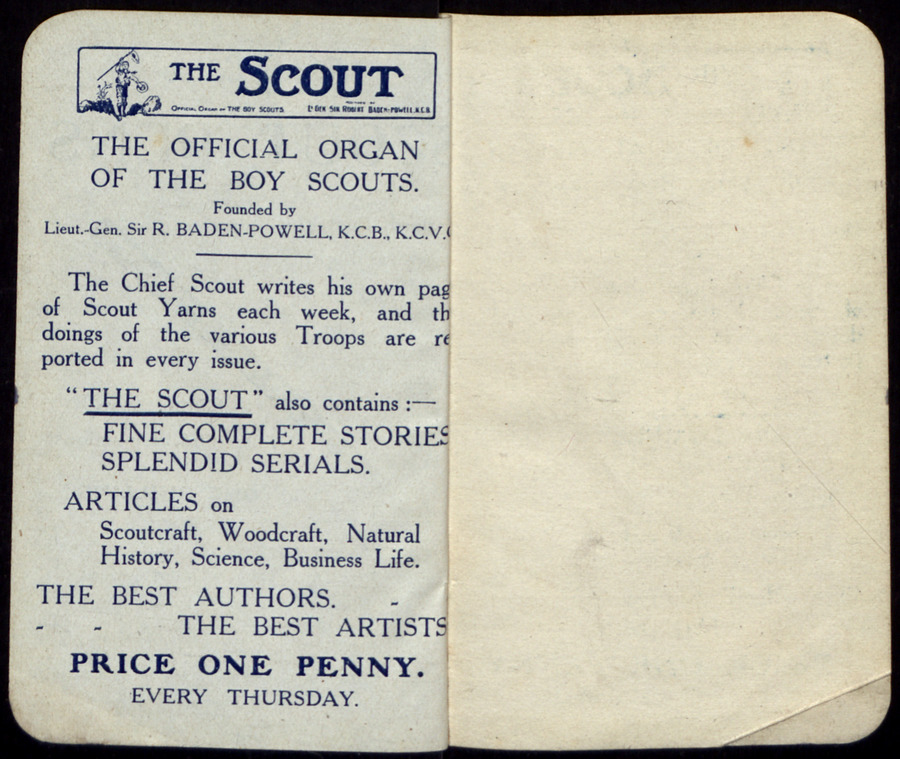 THE SCOUT
OFFICIAL ORGAN OF THE BOY SCOUTS. LT GEN SIR ROBERT BADEN-POWELL, K.C.B.
THE OFFICIAL ORGAN
OF THE BOY SCOUTS.
Founded by
Lieut.-Gen. Sir R. BADEN-POWELL, K.C.B., K.C.V.
The Chief Scout writes his own pag
of Scout Yarns each week, and th
doings of the various Troops are re
ported in every issue.
“THE SCOUT” also contains :—
FINE COMPLETE STORIES
SPLENDID SERIALS.
ARTICLES on
Scoutcraft, Woodcraft, Natural
History, Science, Business Life.
THE BEST AUTHORS. -
- - THE BEST ARTISTS
PRICE ONE PENNY.
EVERY THURSDAY.